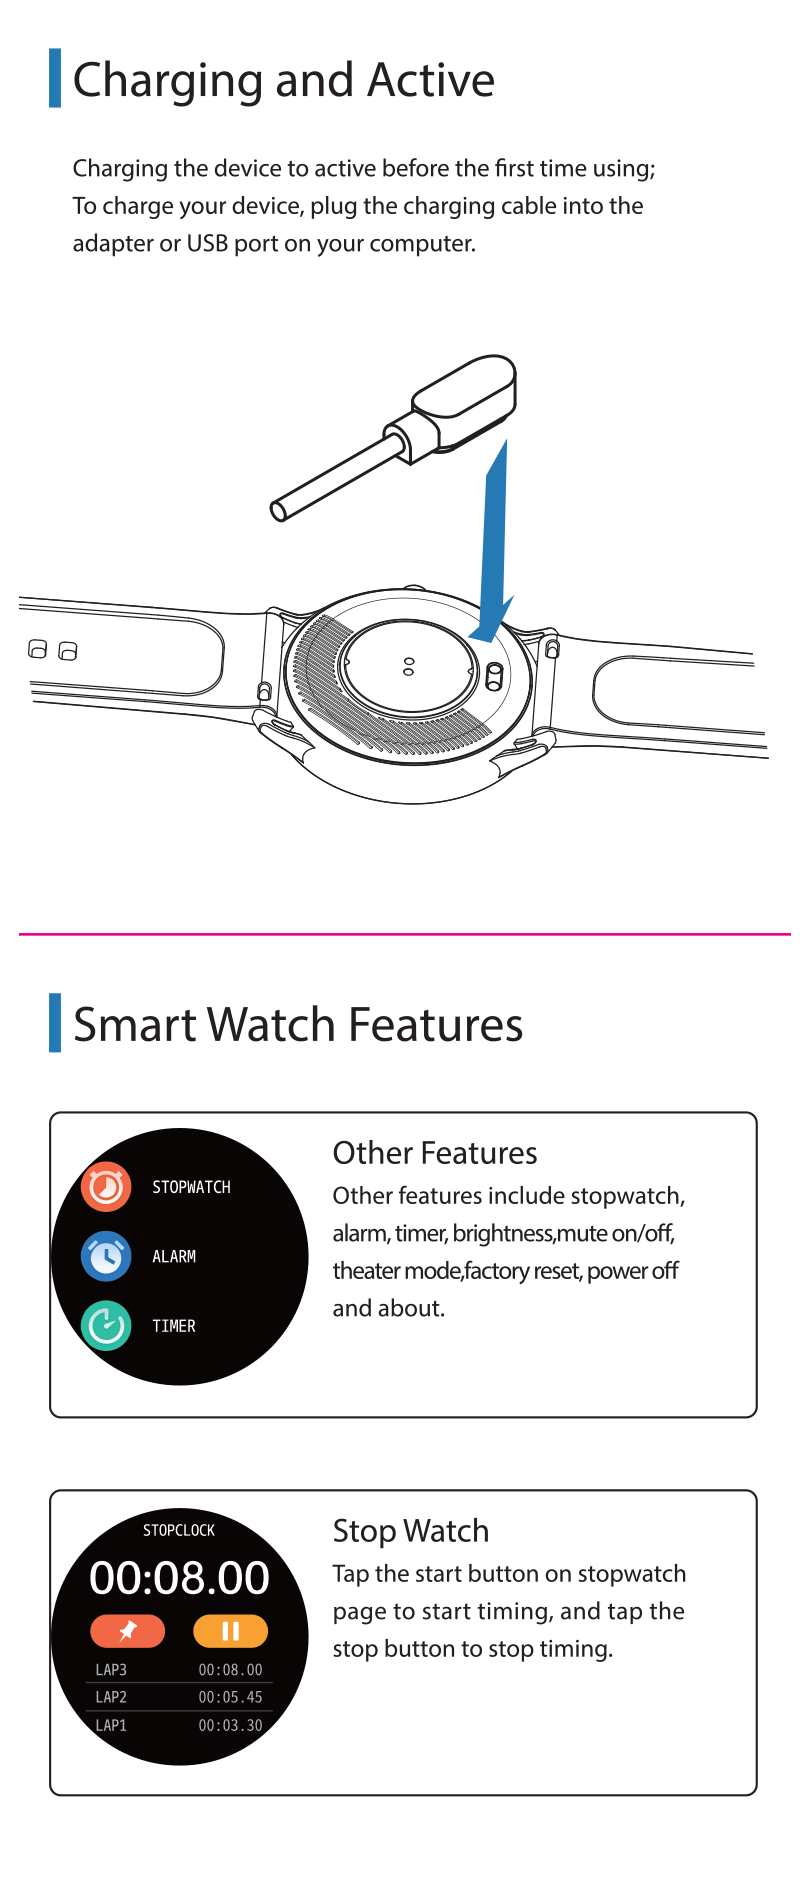 Charging and Active
Charging the device to active before the first time using;
To charge your device, plug the charging cable into the
adapter or USB port on your computer.
Smart Watch Features
STOPWATCH
ALARM
TIMER
Other Features
Other features include stopwatch,
alarm, timer, brightness,mute on/off,
theater mode,factory reset, power off
and about.
STOPCLOCK
00:08.00
LAP3 00:08.00
LAP2 00:05.45
LAP1 00:03.30
Stop Watch
Tap the start button on stopwatch
page to start timing, and tap the
stop button to stop timing.